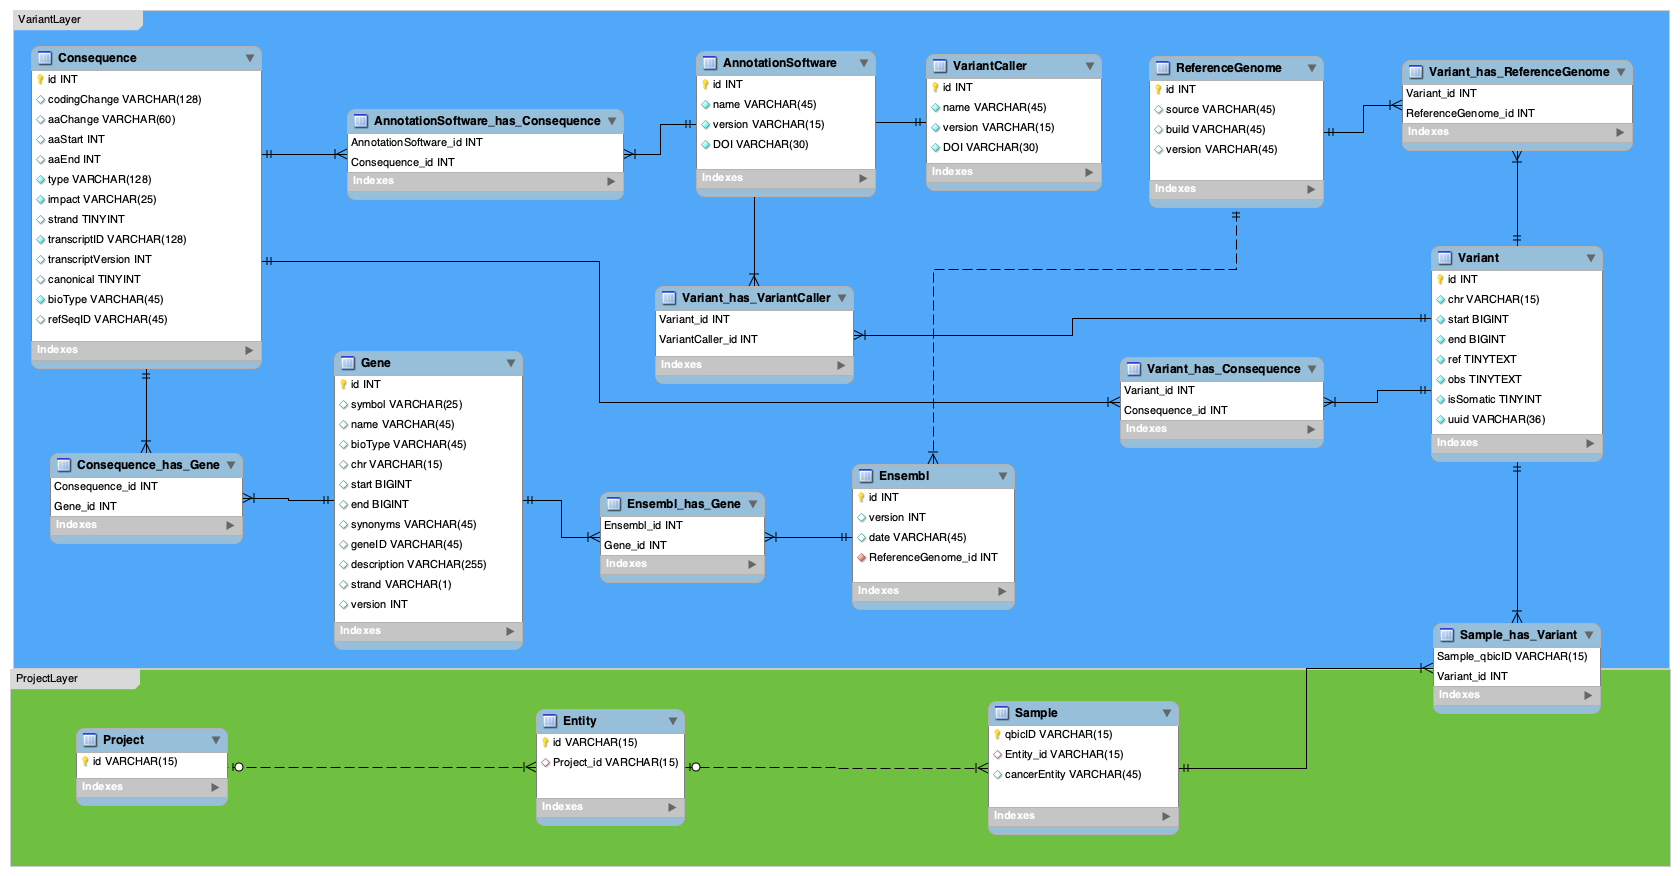 VariantLayer
Consequence
id INT
codingChange VARCHAR(128)
aaChange VARCHAR(60)
aaStart INT
aaEnd INT
type VARCHAR(128)
impact VARCHAR(25)
strand TINYINT
transcriptID VARCHAR(128)
transcriptVersion INT
canonical TINYINT
bioType VARCHAR(45)
refSeqID VARCHAR(45)
Indexes
AnnotationSoftware_has_Consequence
AnnotationSoftware_id INT
Consequence_id INT
Indexes
AnnotationSoftware
id INT
name VARCHAR(45)
version VARCHAR(15)
DOI VARCHAR(30)
Indexes
VariantCaller
id INT
name VARCHAR(45)
version VARCHAR(15)
DOI VARCHAR(30)
Indexes
ReferenceGenome
id INT
source VARCHAR(45)
build VARCHAR(45)
version VARCHAR(45)
Indexes
Variant_has_ReferenceGenome
Variant_id INT
ReferenceGenome_id INT
Indexes
Variant_has_VariantCaller
Variant_id INT
VariantCaller_id INT
Indexes
Variant
id INT
chr VARCHAR(15)
start BIGINT
end BIGINT
ref TINYTEXT
obs TINYTEXT
isSomatic TINYINT
uuid VARCHAR(36)
Indexes
Variant_has_Consequence
Variant_id INT
Consequence_id INT
Indexes
Gene
id INT
symbol VARCHAR(25)
name VARCHAR(45)
bioType VARCHAR(45)
chr VARCHAR(15)
start BIGINT
end BIGINT
synonyms VARCHAR(45)
geneID VARCHAR(45)
description VARCHAR(255)
strand VARCHAR(1)
version INT
Indexes
Consequence_has_Gene
Consequence_id INT
Gene_id INT
Indexes
Ensembl_has_Gene
Ensembl_id INT
Gene_id INT
Indexes
Ensembl
id INT
version INT
date VARCHAR(45)
ReferenceGenome_id INT
Indexes
Sample_has_Variant
Sample_qbicID VARCHAR(15)
Variant_id INT
Indexes
ProjectLayer
Project
id VARCHAR(15)
Indexes
Entity
id VARCHAR(15)
Project_id VARCHAR(15)
Indexes
Sample
qbicID VARCHAR(15)
Entity_id VARCHAR(15)
cancerEntity VARCHAR(45)
Indexes